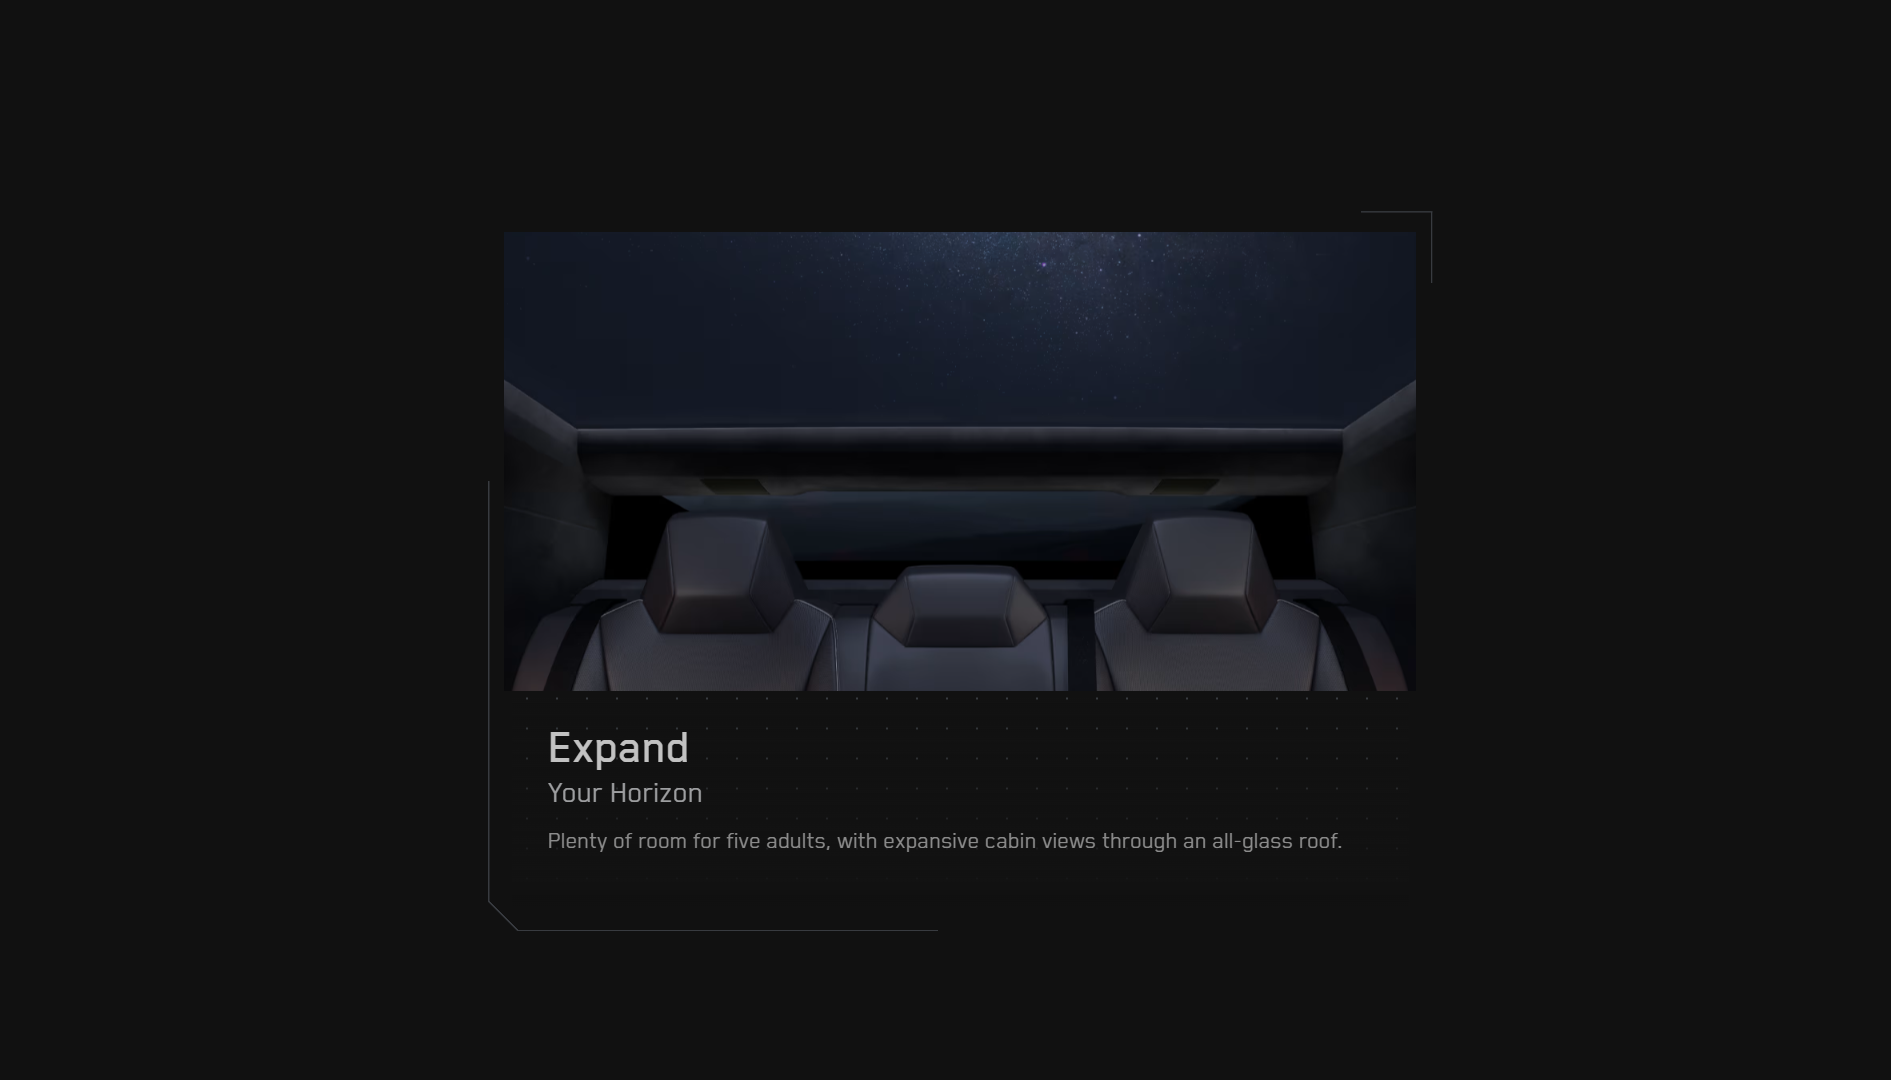 Expand
Your Horizon
Plenty of room for five adults, with expansive cabin views through an all-glass roof.